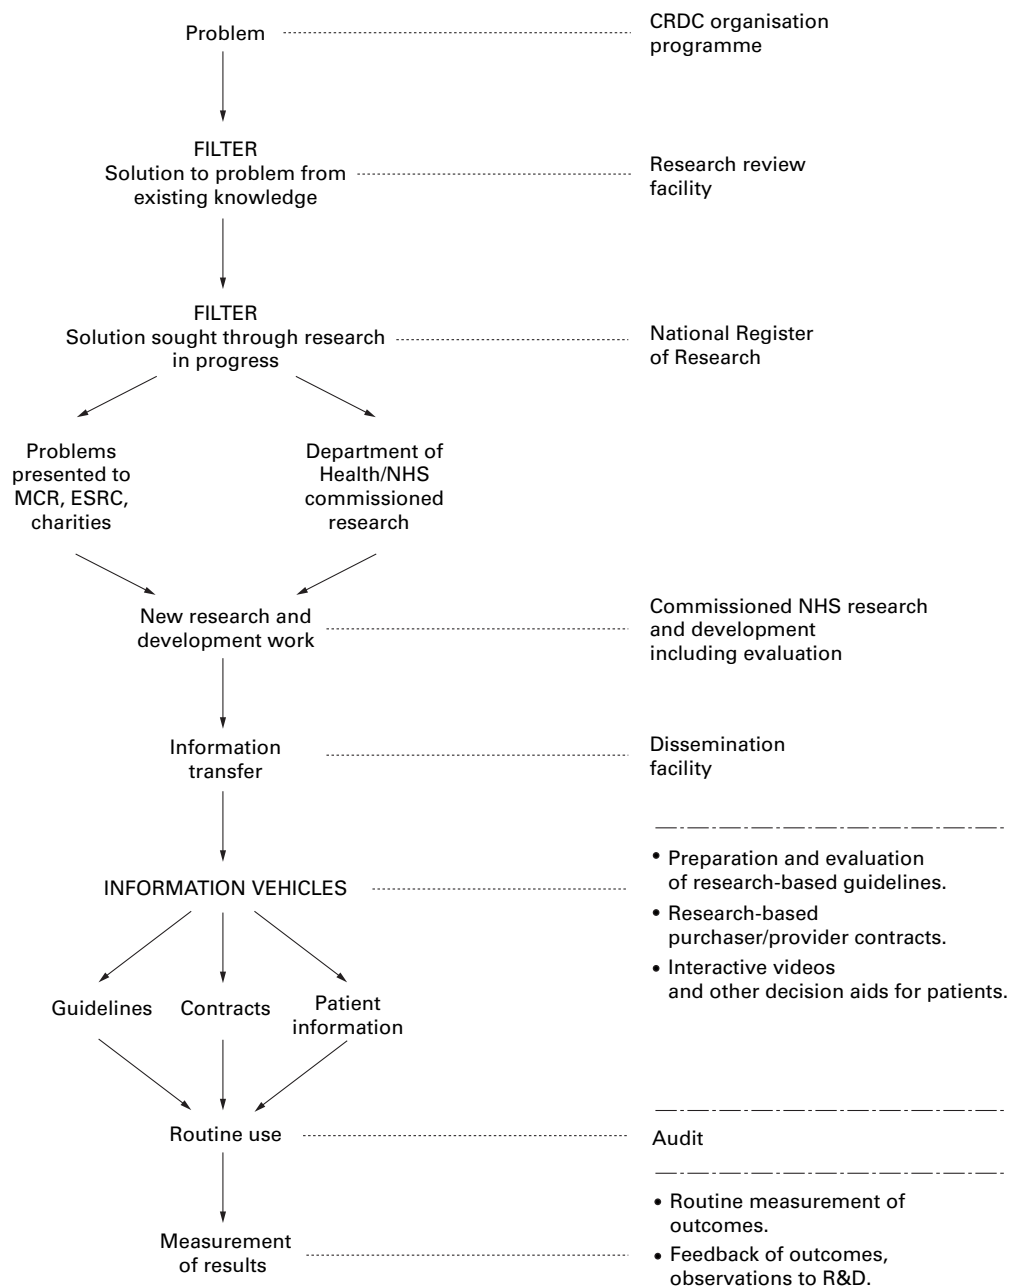 Problem
CRDC organisation
programme
FILTER
Solution to problem from
existing knowledge
Research review
facility
FILTER
Solution sought through research
in progress
National Register
of Research
Problems
presented to
MCR, ESRC,
charities
Department of
Health/NHS
commissioned
research
New research and
development work
Commissioned NHS research
and development
including evaluation
Information
transfer
Dissemination
facility
INFORMATION VEHICLES
• Preparation and evaluation
of research-based guidelines.
• Research-based
purchaser/provider contracts.
• Interactive videos
and other decision aids for patients.
Guidelines
Contracts
Patient
information
Routine use
Audit
Measurement
of results
• Routine measurement of
outcomes.
• Feedback of outcomes,
observations to R&D.